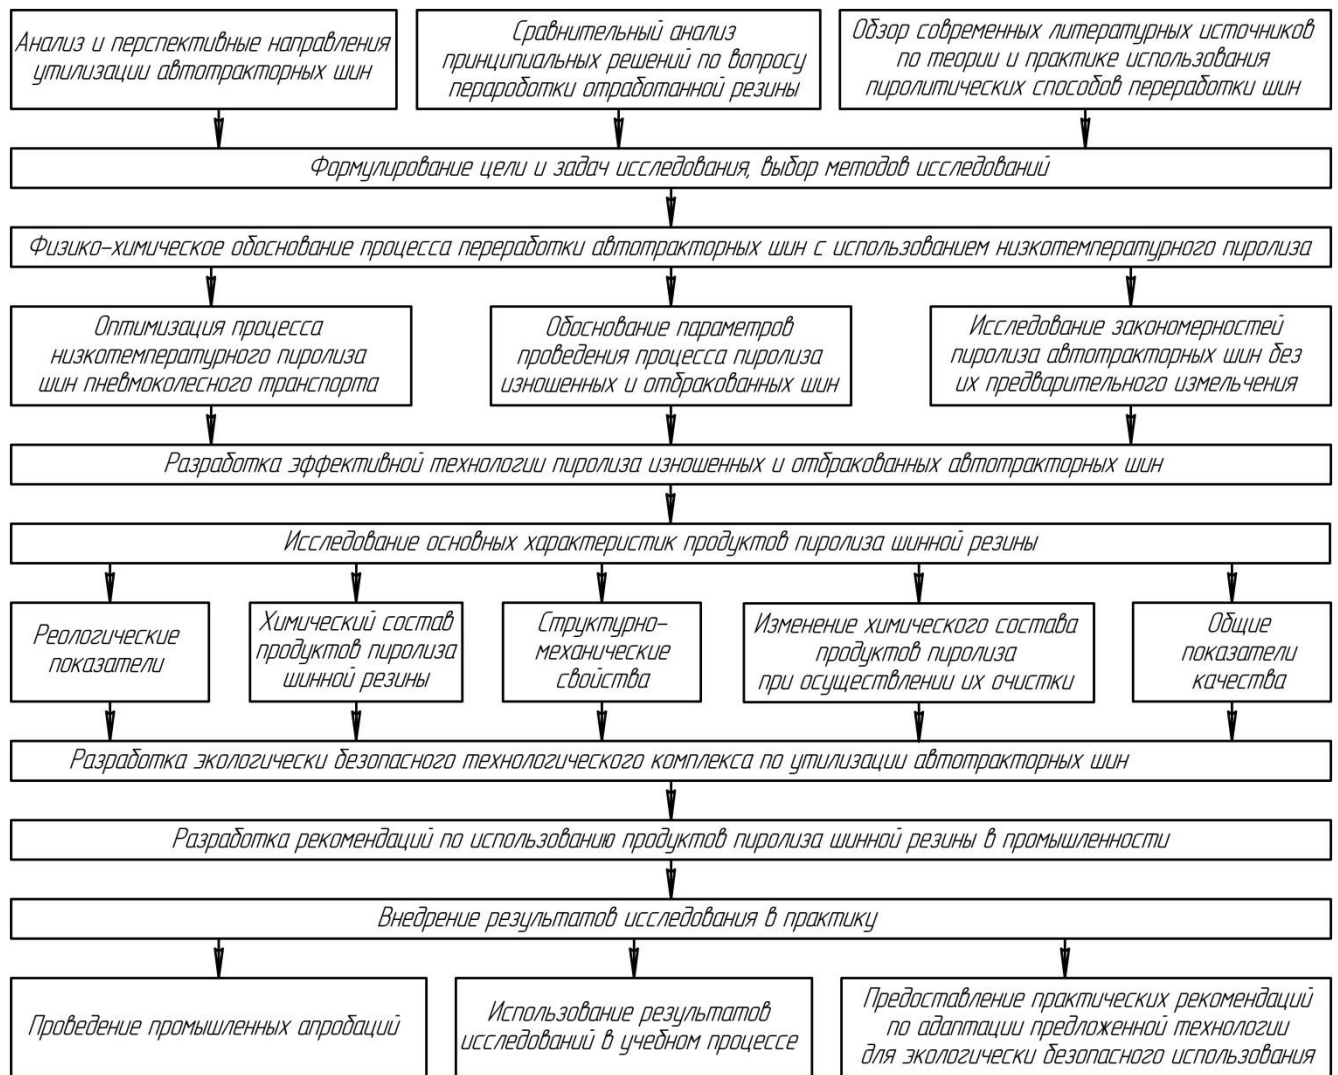 Анализ и перспективные направления
утилизации автотракторных шин
Сравнительный анализ
принципиальных решений по вопросу
перароботки отработанной резины
Обзор современных литературных источников
по теории и практике использования
пиролитических способов переработки шин
Формулирование цели и задач исследования, выбор методов исследований
Физико-химическое обоснование процесса переработки автотракторных шин с использованием низкотемпературного пиролиза
Оптимизация процесса
низкотемпературного пиролиза
шин пневмоколесного транспорта
Обоснование параметров
проведения процесса пиролиза
изношенных и отбракованных шин
Исследование закономерностей
пиролиза автотракторных шин без
их предварительного измельчения
Разработка эффективной технологии пиролиза изношенных и отбракованных автотракторных шин
Исследование основных характеристик продуктов пиролиза шинной резины
Реологические
показатели
Химический состав
продуктов пиролиза
шинной резины
Структурно-
механические
свойства
Изменение химического состава
продуктов пиролиза
при осуществлении их очистки
Общие
показатели
качества
Разработка экологически безопасного технологического комплекса по утилизации автотракторных шин
Разработка рекомендаций по использованию продуктов пиролиза шинной резины в промышленности
Внедрение результатов исследования в практику
Проведение промышленных апробаций
Использование результатов
исследований в учебном процессе
Предоставление практических рекомендаций
по адаптации предложенной технологии
для экологически безопасного использования